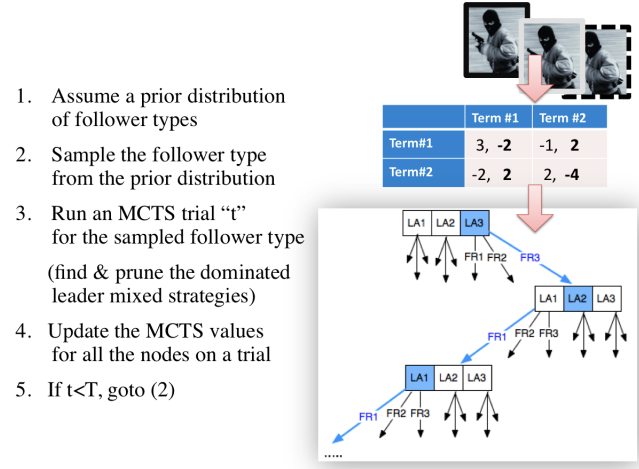 1. Assume a prior distribution
of follower types
2. Sample the follower type
from the prior distribution
3. Run an MCTS trial “t”
for the sampled follower type
(find & prune the dominated
leader mixed strategies)
4. Update the MCTS values
for all the nodes on a trial
5. If t<T, goto (2)
Term #1 Term #2
Term#1 3, -2 -1, 2
Term#2 -2, 2 2, -4
LA1 LA2 LA3
FR1 FR2 FR3
LA1 LA2 LA3
FR1 FR2 FR3
LA1 LA2 LA3
FR1 FR2 FR3
.....